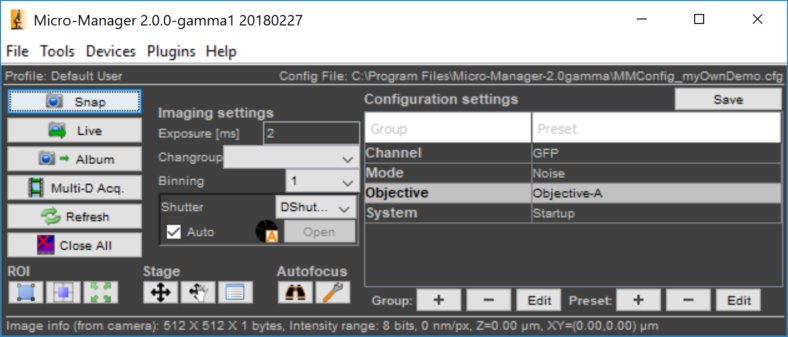 Micro-Manager 2.0.0-gamma1 20180227
File Tools Devices Plugins Help
Profile: Default User
Config File: C:\Program Files\Micro-Manager-2.0gamma\MMConfig_myOwnDemo.cfg
Snap
Live
Album
Multi-D Acq.
Refresh
Close All
Imaging settings
Exposure [ms] 2
Changroup
Binning 1
Shutter DShut...
Auto A Open
Configuration settings Save
Group Preset
Channel GFP
Mode Noise
Objective Objective-A
System Startup
ROI
Stage
Autofocus
Group: + − Edit Preset: + − Edit
Image info (from camera): 512 X 512 X 1 bytes, Intensity range: 8 bits, 0 nm/px, Z=0.00 μm, XY=(0.00,0.00) μm